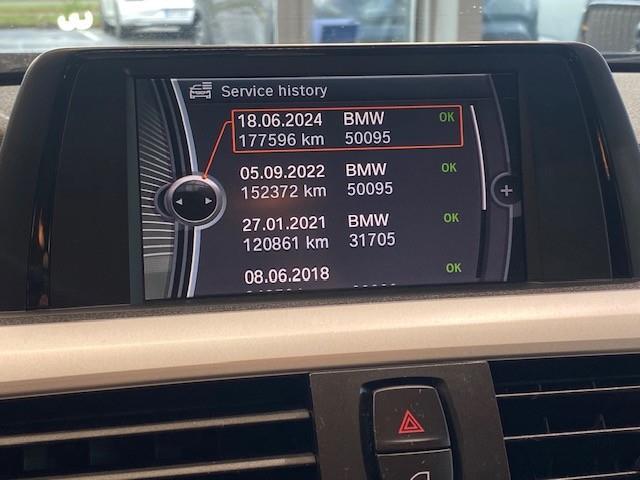 Service history
18.06.2024 BMW OK
177596 km 50095
05.09.2022 BMW OK
152372 km 50095
27.01.2021 BMW OK
120861 km 31705
08.06.2018 OK